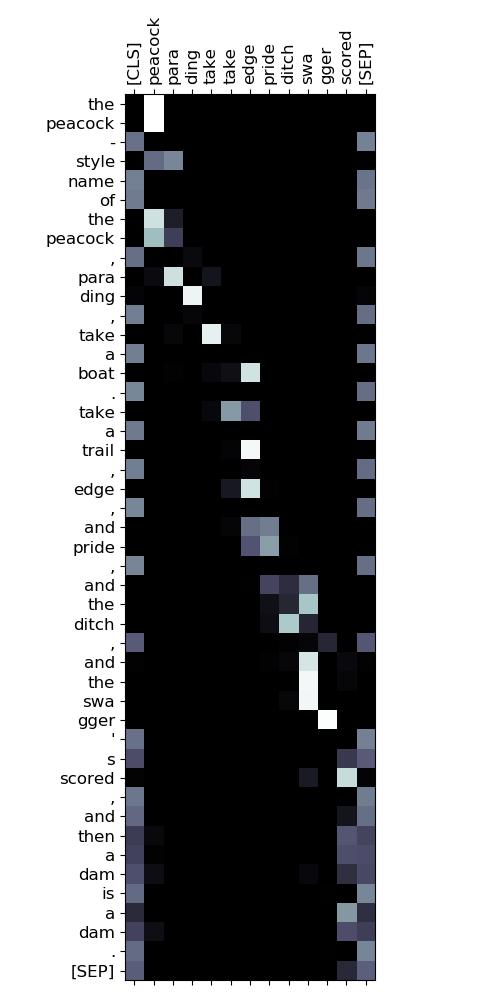 [CLS]
peacock
para
ding
take
take
edge
pride
ditch
swa
gger
scored
[SEP]
the
peacock
-
style
name
of
the
peacock
,
para
ding
,
take
a
boat
.
take
a
trail
,
edge
,
and
pride
,
and
the
ditch
,
and
the
swa
gger
'
s
scored
,
and
then
a
dam
is
a
dam
.
[SEP]